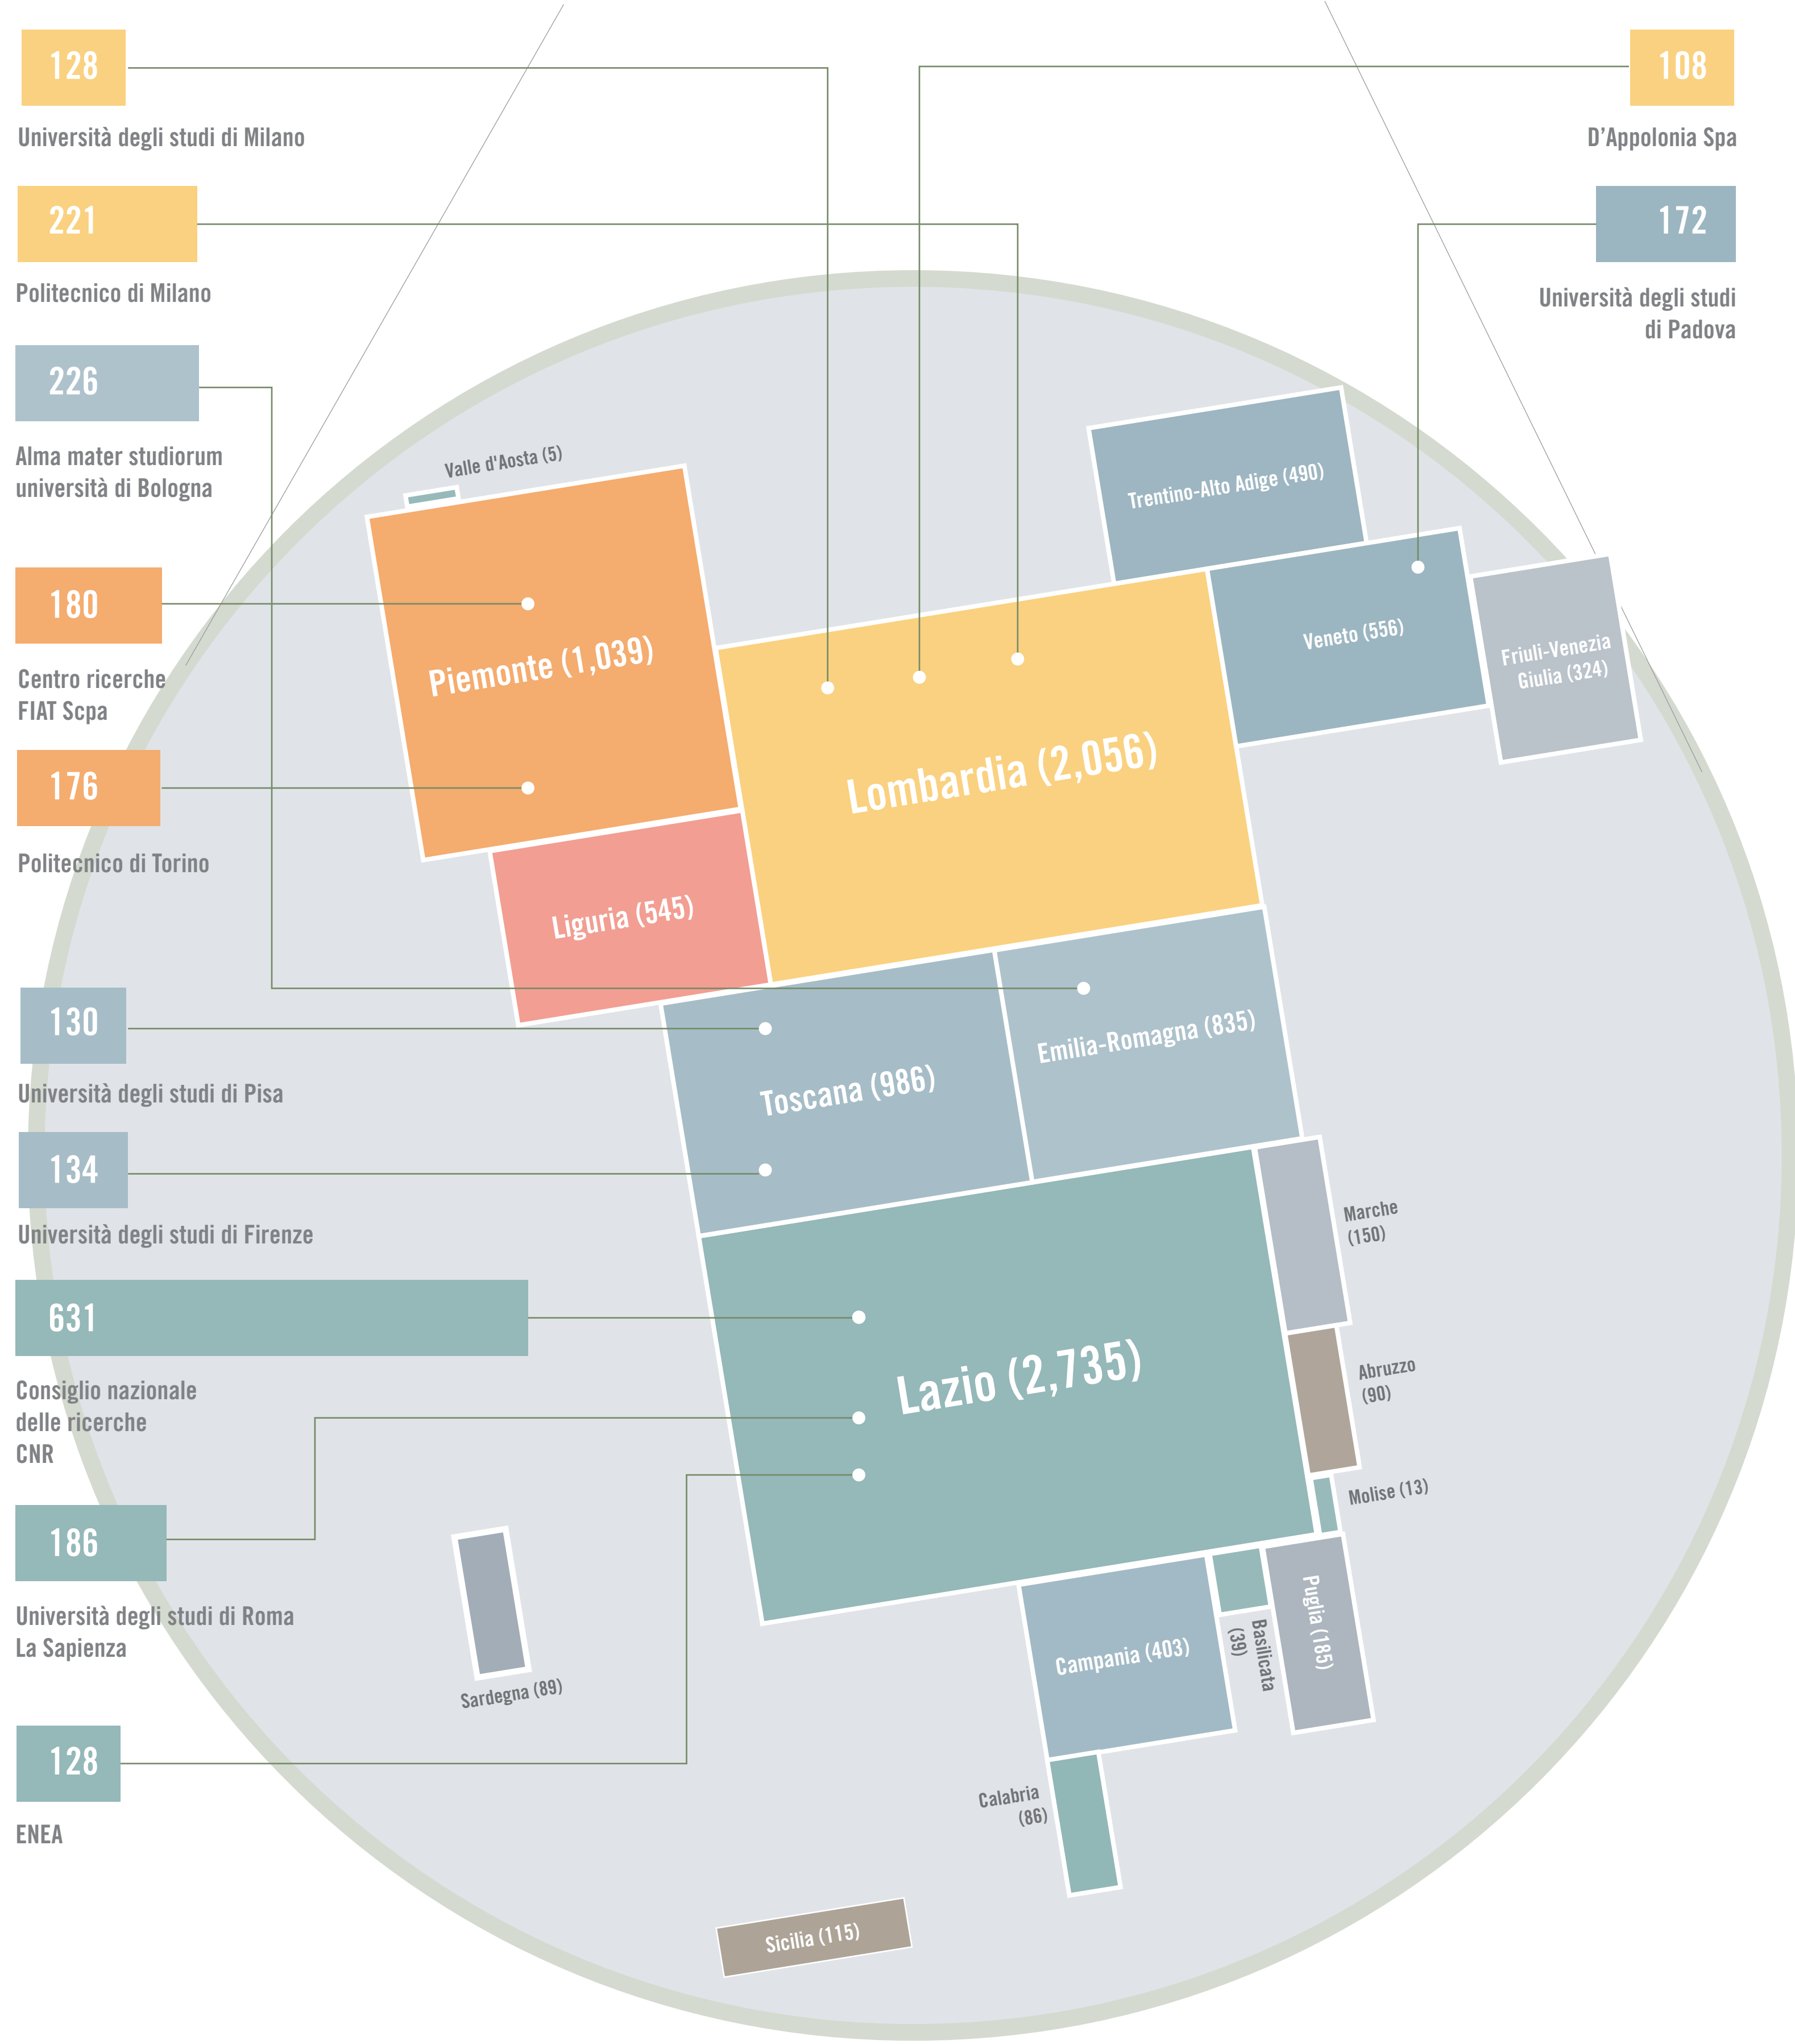 128
Università degli studi di Milano
221
Politecnico di Milano
226
Alma mater studiorum
università di Bologna
180
Centro ricerche
FIAT Scpa
176
Politecnico di Torino
130
Università degli studi di Pisa
134
Università degli studi di Firenze
631
Consiglio nazionale
delle ricerche
CNR
186
Università degli studi di Roma
La Sapienza
128
ENEA
108
D’Appolonia Spa
172
Università degli studi
di Padova
Valle d'Aosta (5)
Piemonte (1,039)
Liguria (545)
Lombardia (2,056)
Trentino-Alto Adige (490)
Veneto (556)
Friuli-Venezia
Giulia (324)
Toscana (986)
Emilia-Romagna (835)
Lazio (2,735)
Marche
(150)
Abruzzo
(90)
Molise (13)
Campania (403)
Basilicata
(39)
Puglia (185)
Calabria
(86)
Sardegna (89)
Sicilia (115)